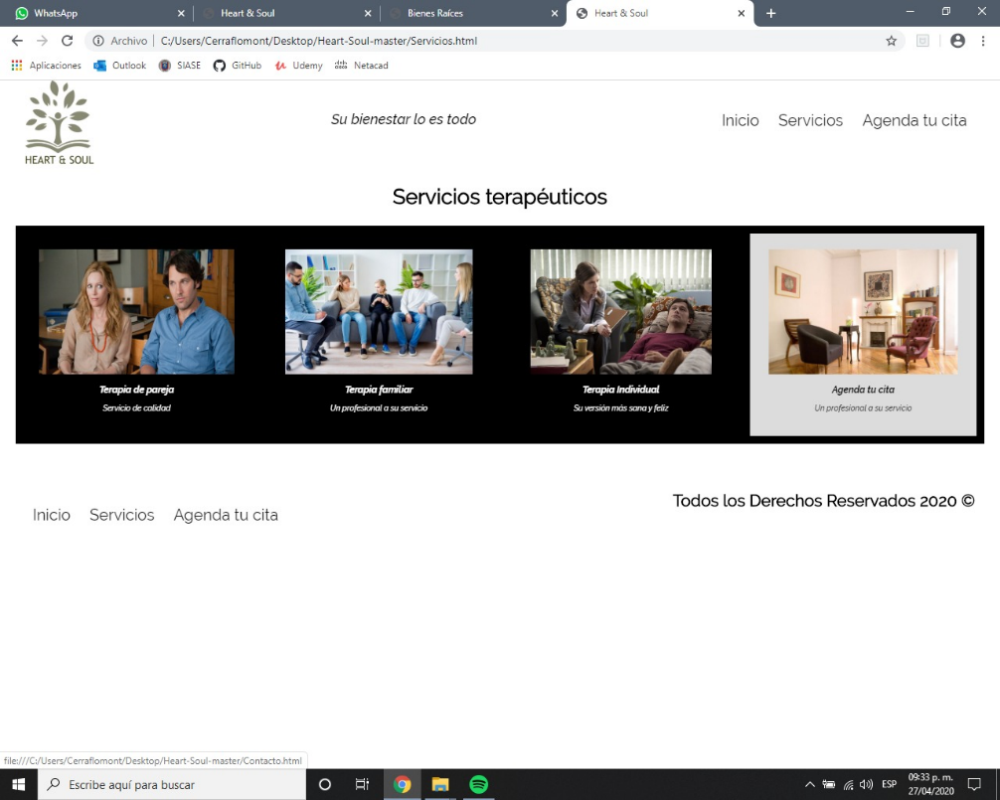 WhatsApp
Heart & Soul
Bienes Raíces
Heart & Soul
Archivo | C:/Users/Cerraflomont/Desktop/Heart-Soul-master/Servicios.html
Aplicaciones Outlook SIASE GitHub Udemy Netacad
HEART & SOUL
Su bienestar lo es todo
Inicio Servicios Agenda tu cita
Servicios terapéuticos
Terapia de pareja
Servicio de calidad
Terapia familiar
Un profesional a su servicio
Terapia Individual
Su versión más sana y feliz
Agenda tu cita
Un profesional a su servicio
Inicio Servicios Agenda tu cita
Todos los Derechos Reservados 2020 ©
file:///C:/Users/Cerraflomont/Desktop/Heart-Soul-master/Contacto.html
Escribe aquí para buscar
ESP
09:33 p. m.
27/04/2020